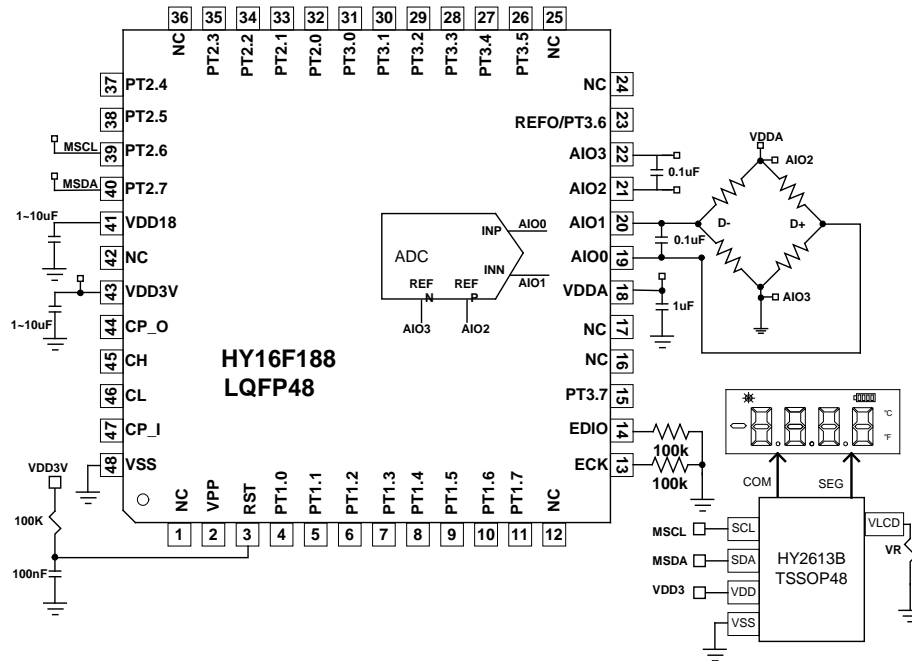 36 35 34 33 32 31 30 29 28 27 26 25
NC PT2.3 PT2.2 PT2.1 PT2.0 PT3.0 PT3.1 PT3.2 PT3.3 PT3.4 PT3.5 NC
37 PT2.4
38 PT2.5
MSCL 39 PT2.6
MSDA 40 PT2.7
1~10uF 41 VDD18
42 NC
43 VDD3V
1~10uF
44 CP_O
45 CH
46 CL
47 CP_I
48 VSS
NC 24
REFO/PT3.6 23
AIO3 22
0.1uF
AIO2 21
AIO1 20
0.1uF
AIO0 19
VDDA 18
1uF
NC 17
NC 16
PT3.7 15
EDIO 14
100k
ECK 13
100k
VDDA
AIO2
D- D+
AIO3
ADC
INP AIO0
INN AIO1
REF N REF P
AIO3 AIO2
HY16F188
LQFP48
VDD3V
100K
100nF
NC VPP RST PT1.0 PT1.1 PT1.2 PT1.3 PT1.4 PT1.5 PT1.6 PT1.7 NC
1 2 3 4 5 6 7 8 9 10 11 12
°C
°F
COM SEG
MSCL SCL
MSDA SDA
VDD3 VDD
VSS
HY2613B
TSSOP48
VLCD
VR